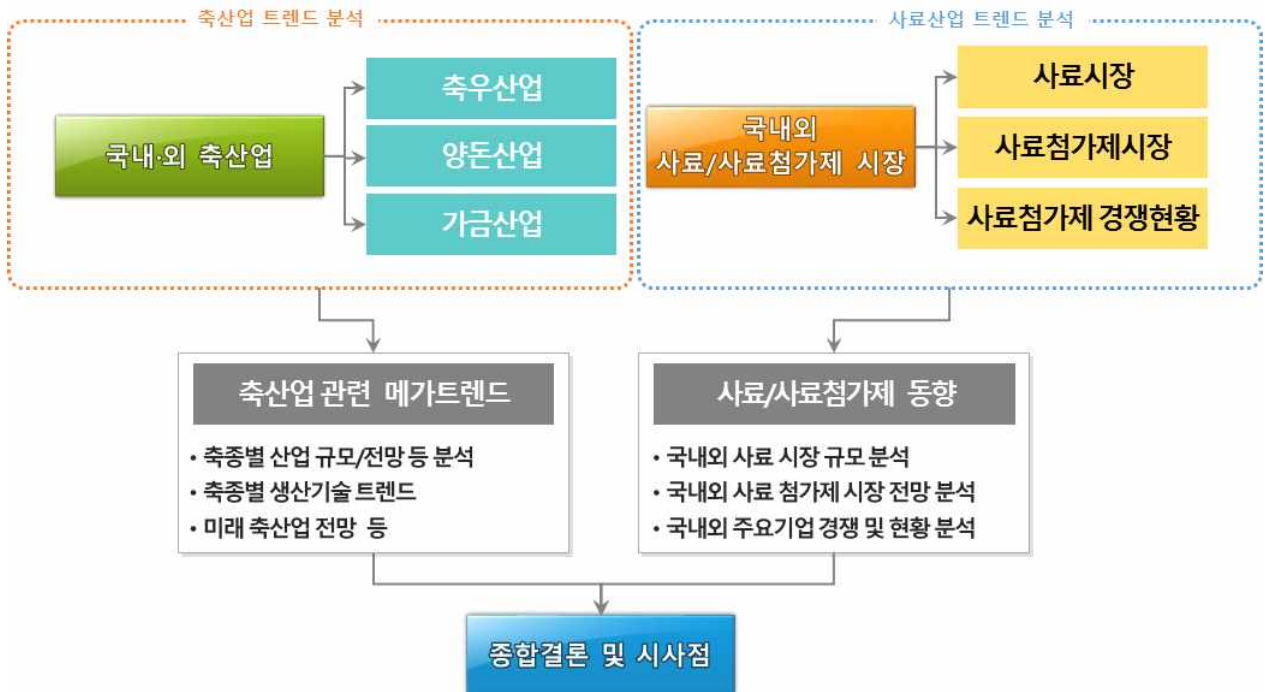 축산업 트렌드 분석
국내·외 축산업
축우산업
양돈산업
가금산업
사료산업 트렌드 분석
국내외
사료/사료첨가제 시장
사료시장
사료첨가제시장
사료첨가제 경쟁현황
축산업 관련 메가트렌드
• 축종별 산업 규모/전망 등 분석
• 축종별 생산기술 트렌드
• 미래 축산업 전망 등
사료/사료첨가제 동향
• 국내외 사료 시장 규모 분석
• 국내외 사료 첨가제 시장 전망 분석
• 국내외 주요기업 경쟁 및 현황 분석
종합결론 및 시사점